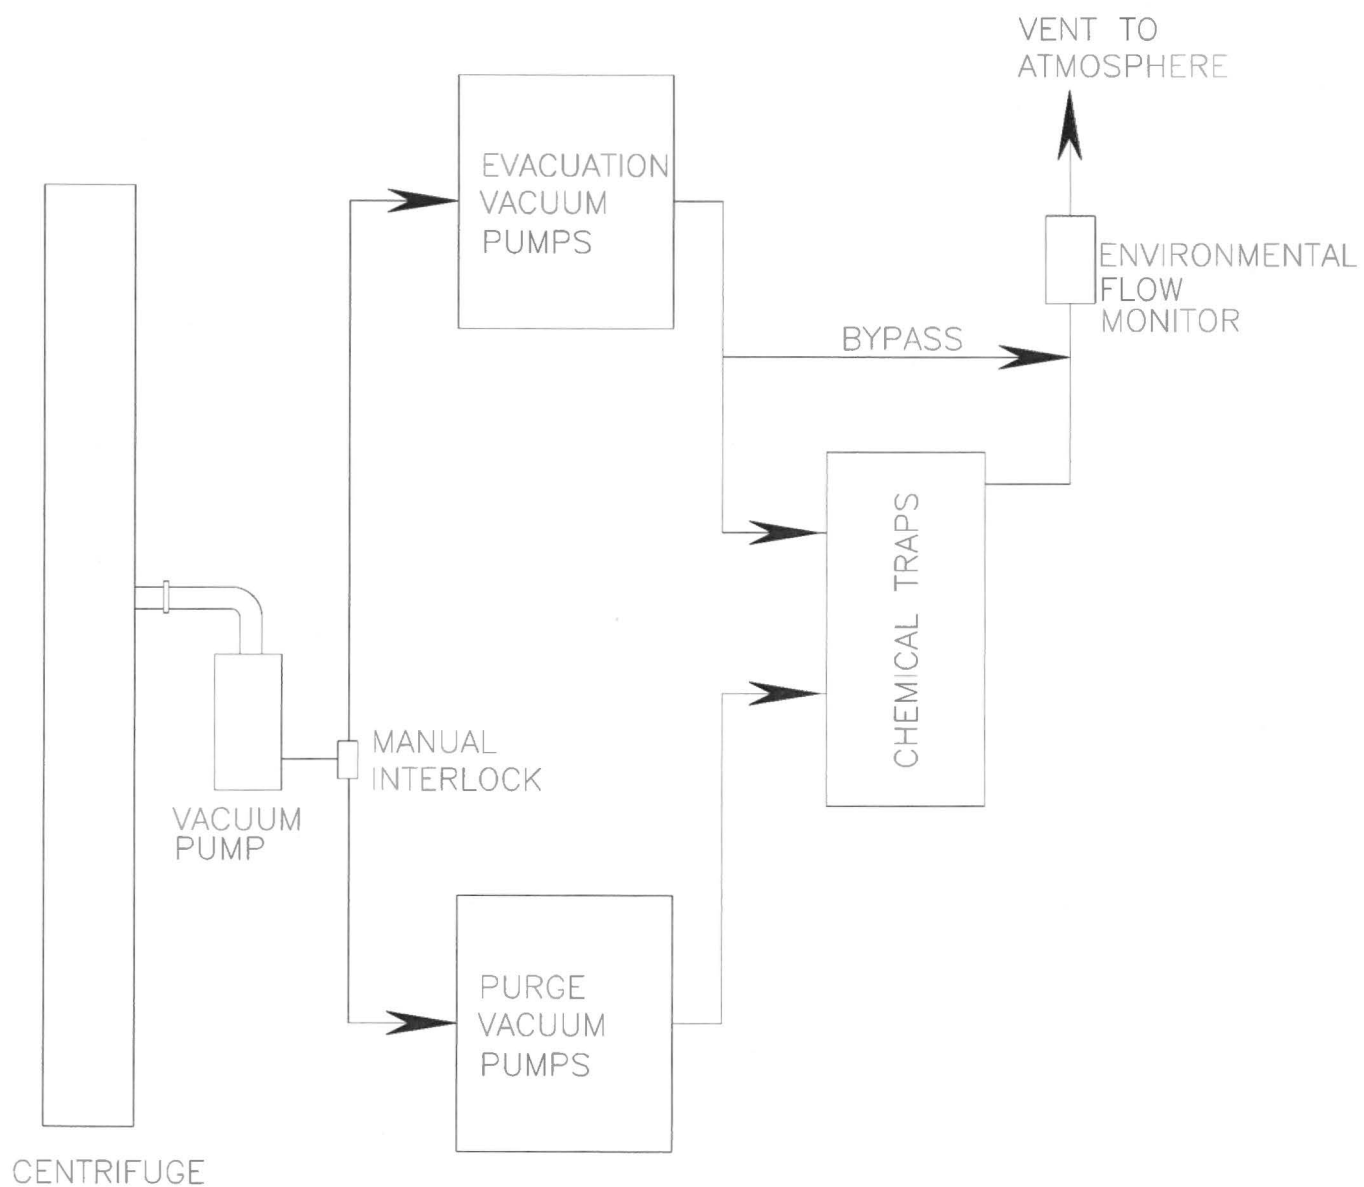 VENT TO
ATMOSPHERE
EVACUATION
VACUUM
PUMPS
ENVIRONMENTAL
FLOW
MONITOR
BYPASS
CHEMICAL TRAPS
MANUAL
INTERLOCK
VACUUM
PUMP
PURGE
VACUUM
PUMPS
CENTRIFUGE